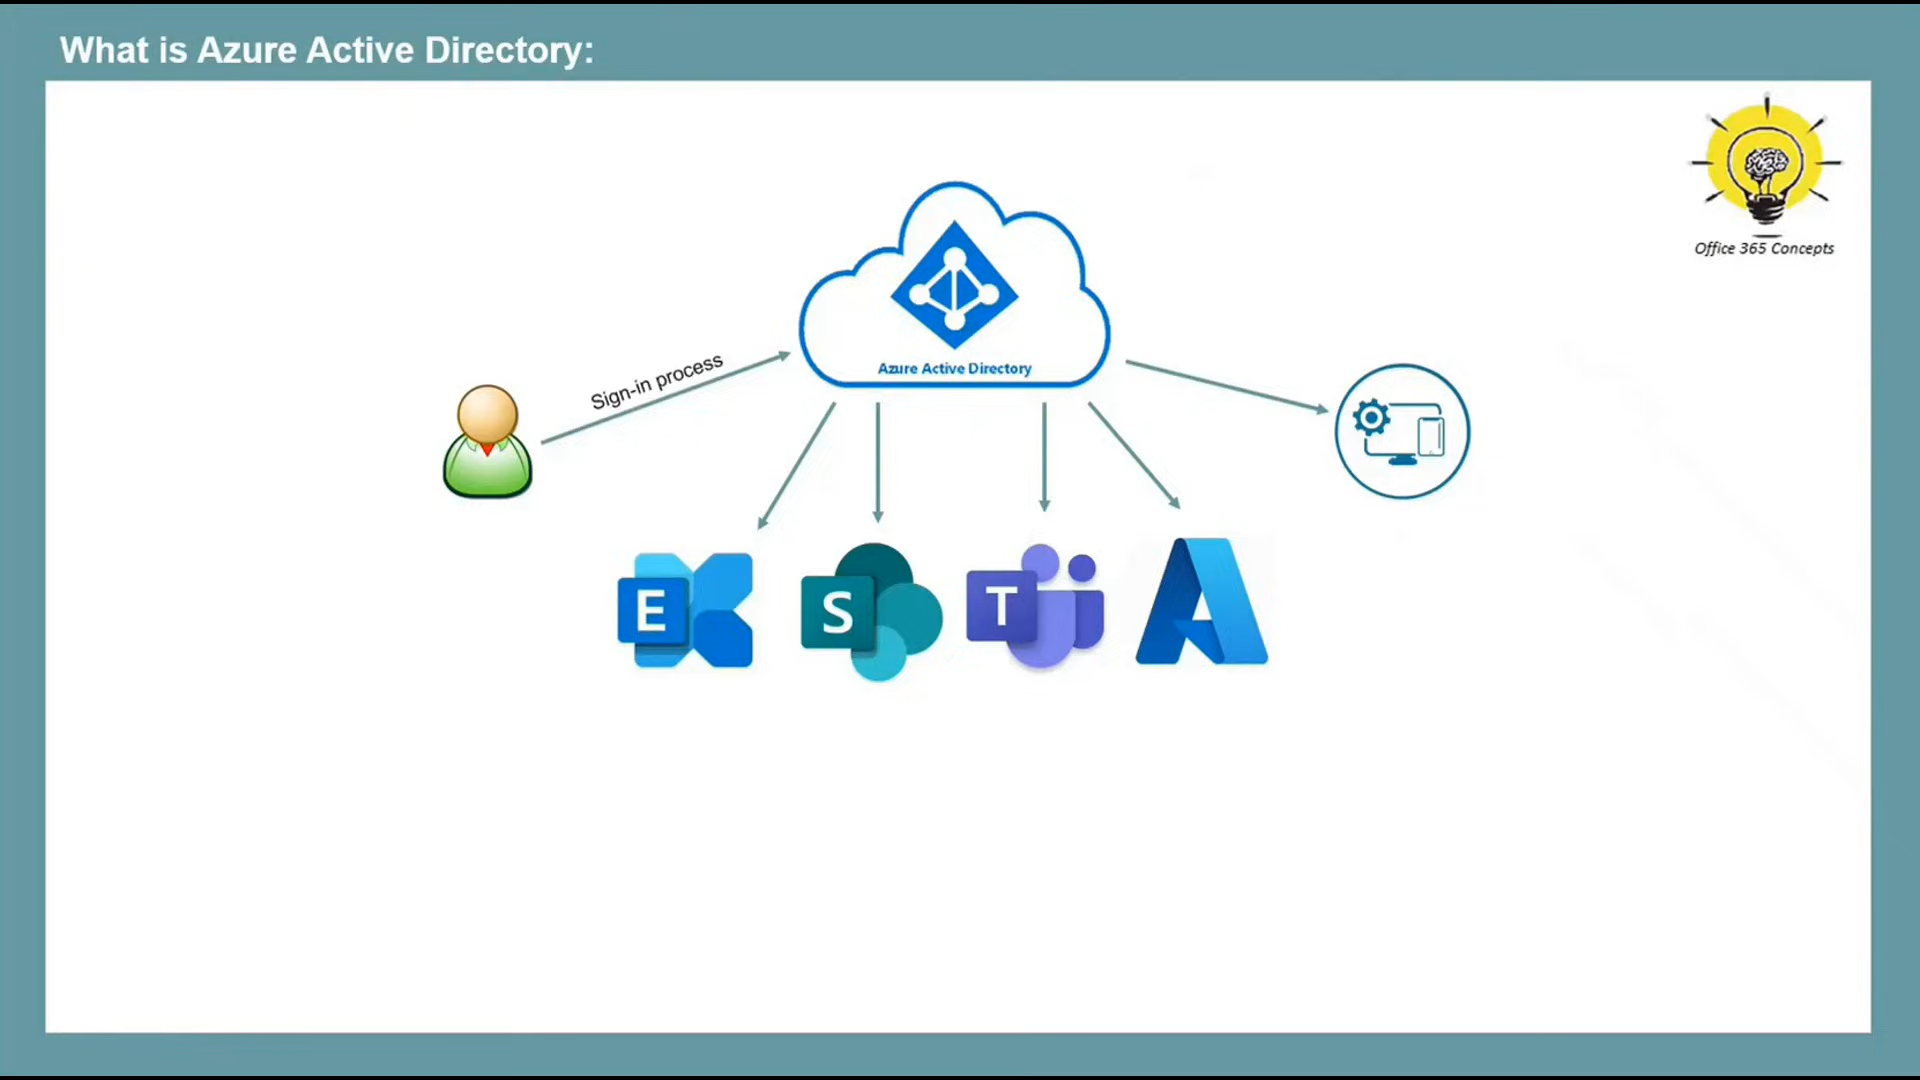 What is Azure Active Directory:
Office 365 Concepts
Sign-in process
Azure Active Directory
E
S
T